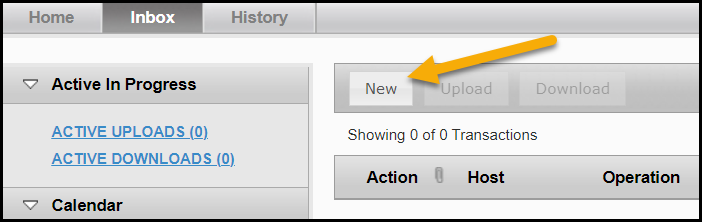 Home Inbox History
Active In Progress
ACTIVE UPLOADS (0)
ACTIVE DOWNLOADS (0)
Calendar
New Upload Download
Showing 0 of 0 Transactions
Action Host Operation